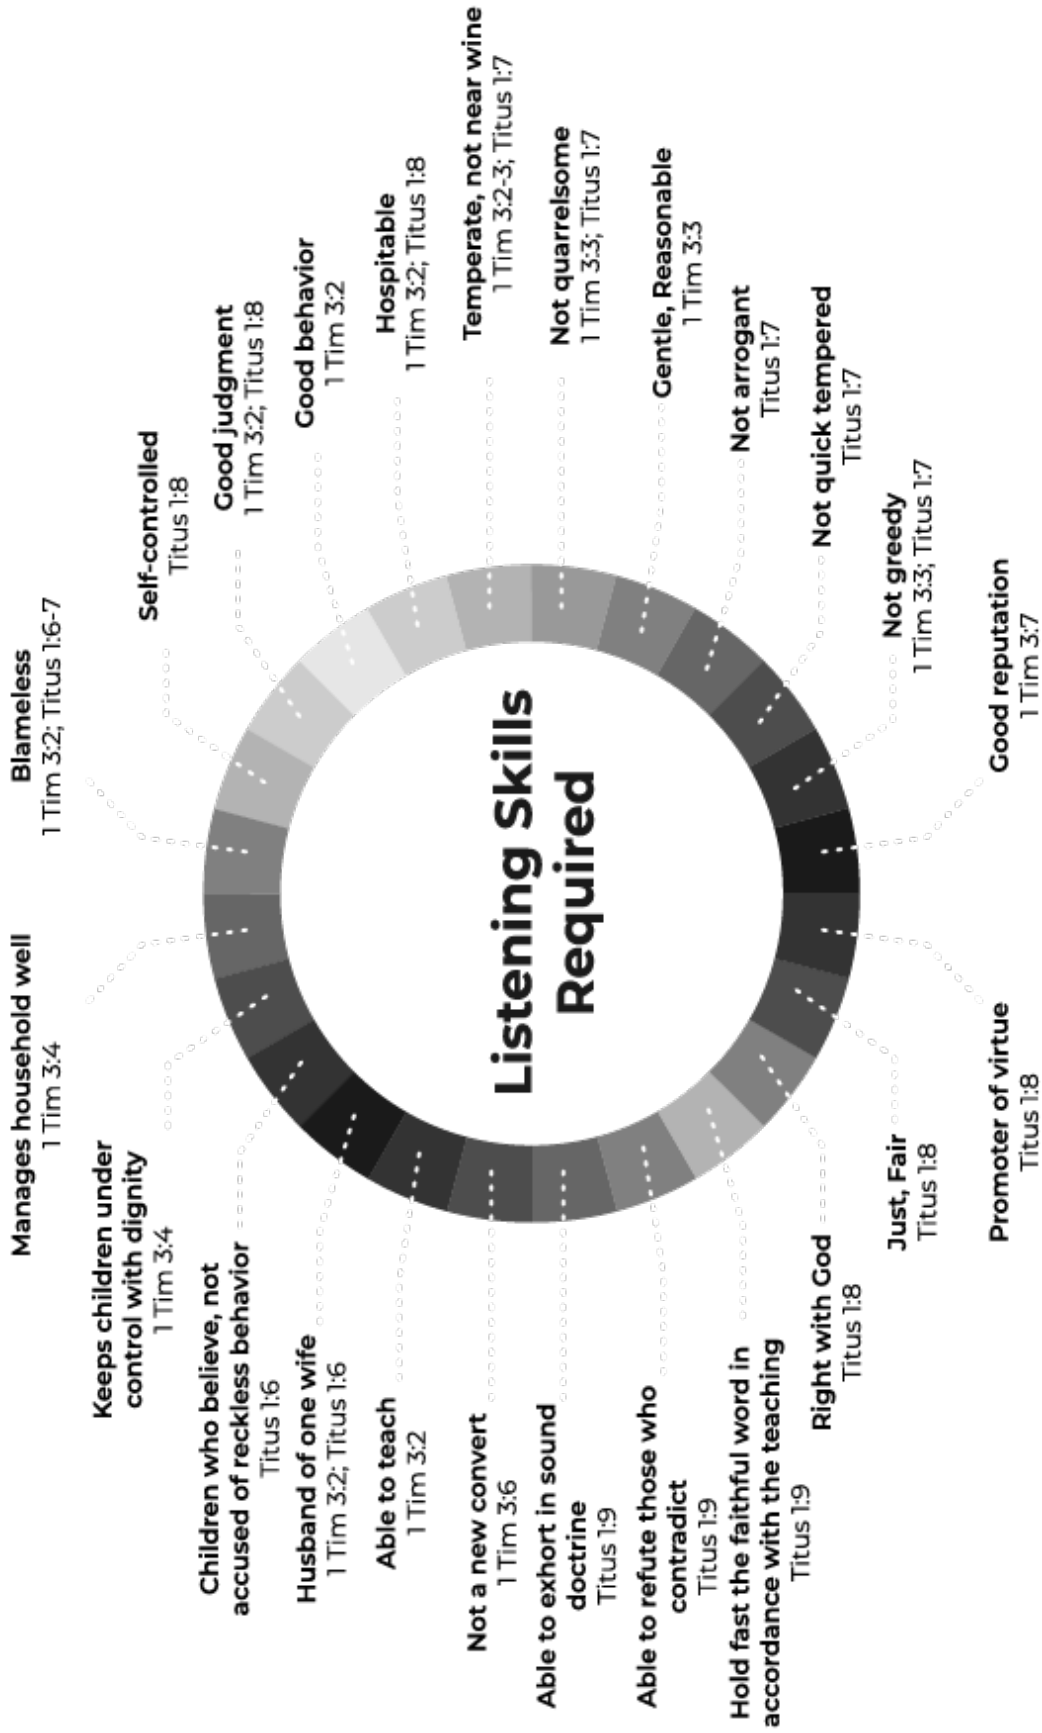 Manages household well
1 Tim 3:4
Blameless
1 Tim 3:2; Titus 1:6-7
Keeps children under
control with dignity
1 Tim 3:4
Self-controlled
Titus 1:8
Children who believe, not
accused of reckless behavior
Titus 1:6
Good judgment
1 Tim 3:2; Titus 1:8
Husband of one wife
1 Tim 3:2; Titus 1:6
Good behavior
1 Tim 3:2
Able to teach
1 Tim 3:2
Hospitable
1 Tim 3:2; Titus 1:8
Not a new convert
1 Tim 3:6
Listening Skills
Required
Temperate, not near wine
1 Tim 3:2-3; Titus 1:7
Able to exhort in sound
doctrine
Titus 1:9
Not quarrelsome
1 Tim 3:3; Titus 1:7
Able to refute those who
contradict
Titus 1:9
Gentle, Reasonable
1 Tim 3:3
Hold fast the faithful word in
accordance with the teaching
Titus 1:9
Not arrogant
Titus 1:7
Right with God
Titus 1:8
Not quick tempered
Titus 1:7
Just, Fair
Titus 1:8
Not greedy
1 Tim 3:3; Titus 1:7
Promoter of virtue
Titus 1:8
Good reputation
1 Tim 3:7